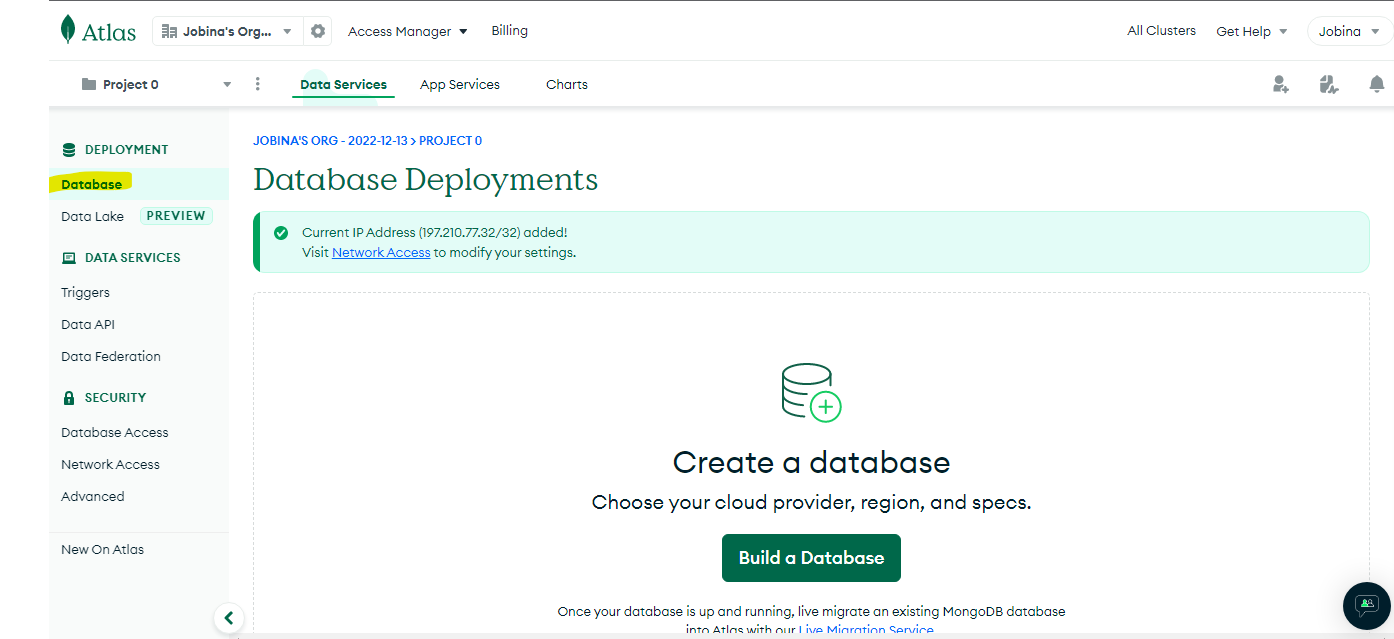 Atlas
Jobina's Org...
Access Manager
Billing
All Clusters
Get Help
Jobina
Project 0
Data Services
App Services
Charts
DEPLOYMENT
Database
Data Lake PREVIEW
DATA SERVICES
Triggers
Data API
Data Federation
SECURITY
Database Access
Network Access
Advanced
New On Atlas
JOBINA'S ORG - 2022-12-13 > PROJECT 0
Database Deployments
Current IP Address (197.210.77.32/32) added!
Visit Network Access to modify your settings.
Create a database
Choose your cloud provider, region, and specs.
Build a Database
Once your database is up and running, live migrate an existing MongoDB database
into Atlas with our Live Migration Service